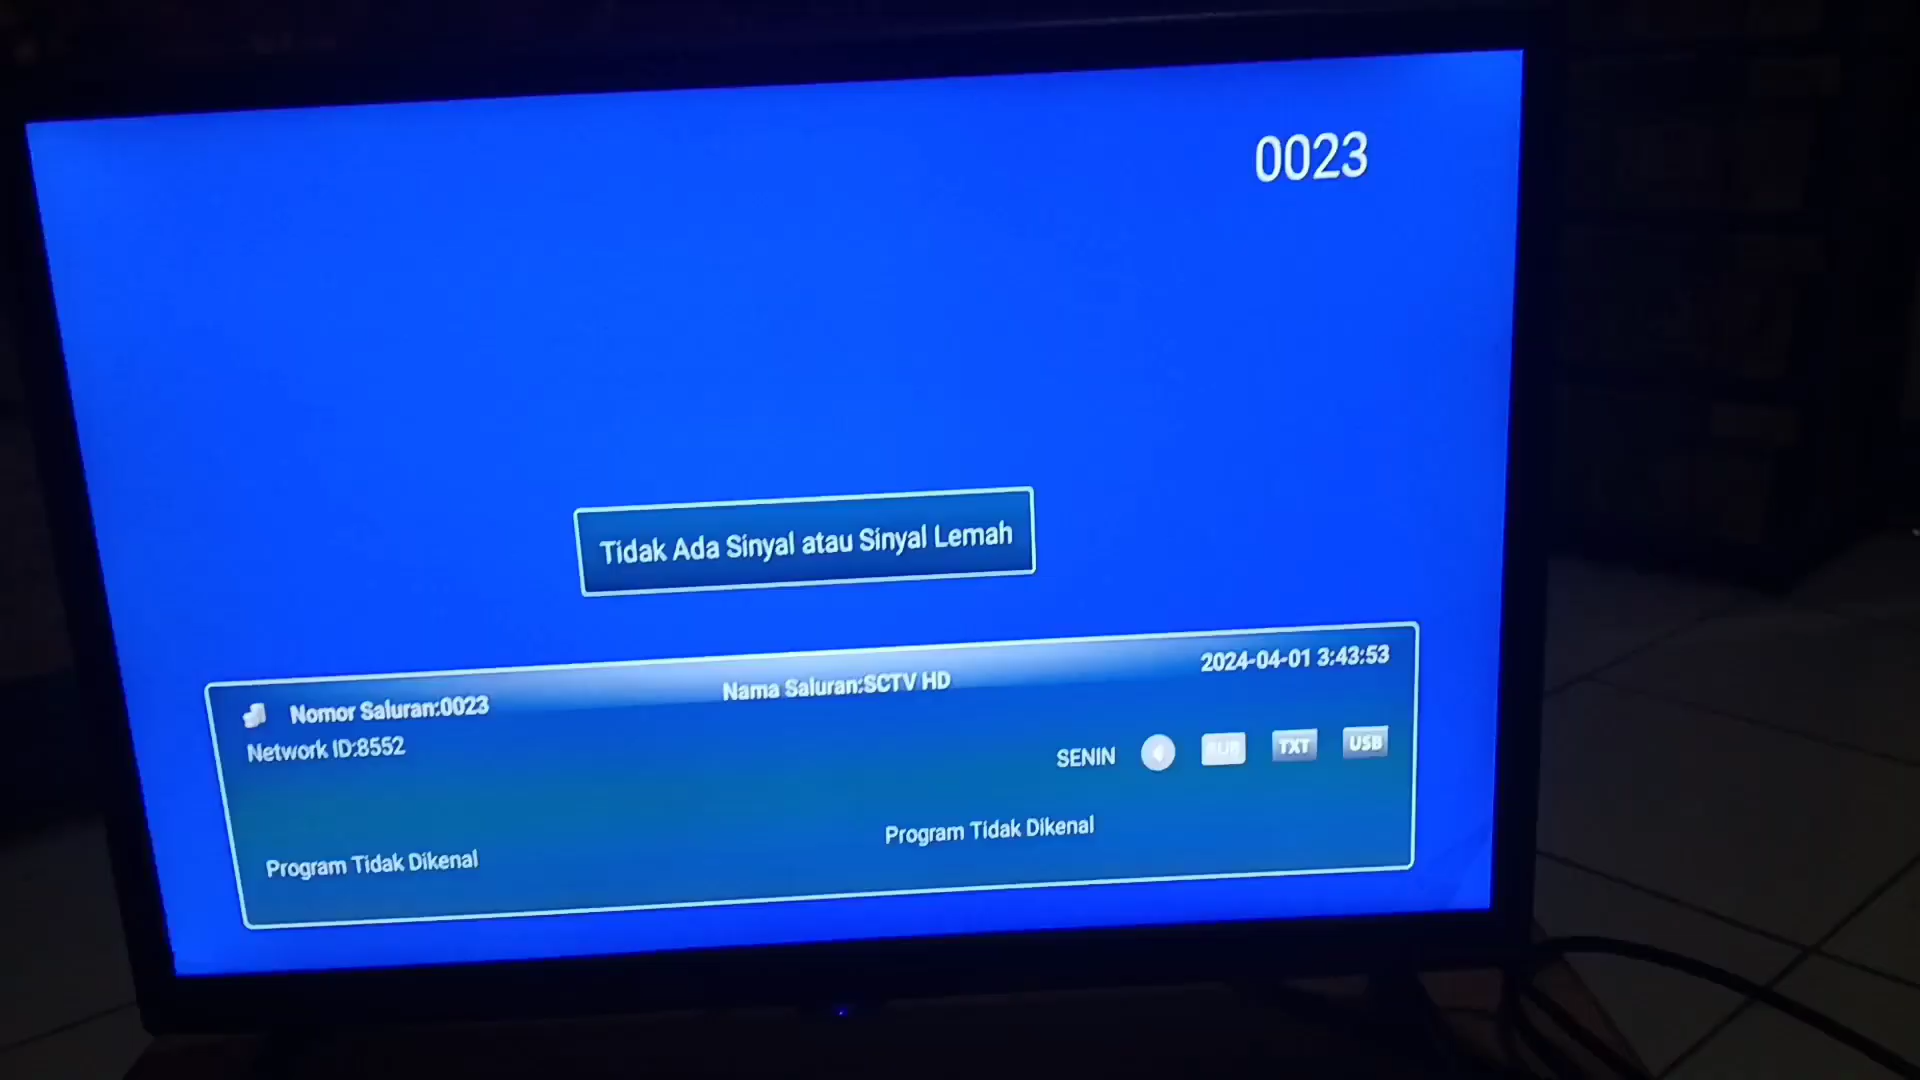 0023
Tidak Ada Sinyal atau Sinyal Lemah
2024-04-01 3:43:53
Nomor Saluran:0023
Nama Saluran:SCTV HD
Network ID:8552
SENIN
TXT
USB
Program Tidak Dikenal
Program Tidak Dikenal